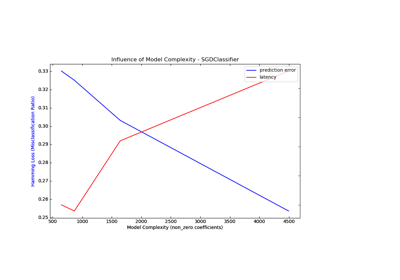 Influence of Model Complexity - SGDClassifier
prediction error
latency
Hamming Loss (Misclassification Ratio)
0.33
0.32
0.31
0.30
0.29
0.28
0.27
0.26
0.25
500 1000 1500 2000 2500 3000 3500 4000 4500
Model Complexity (non_zero coefficients)